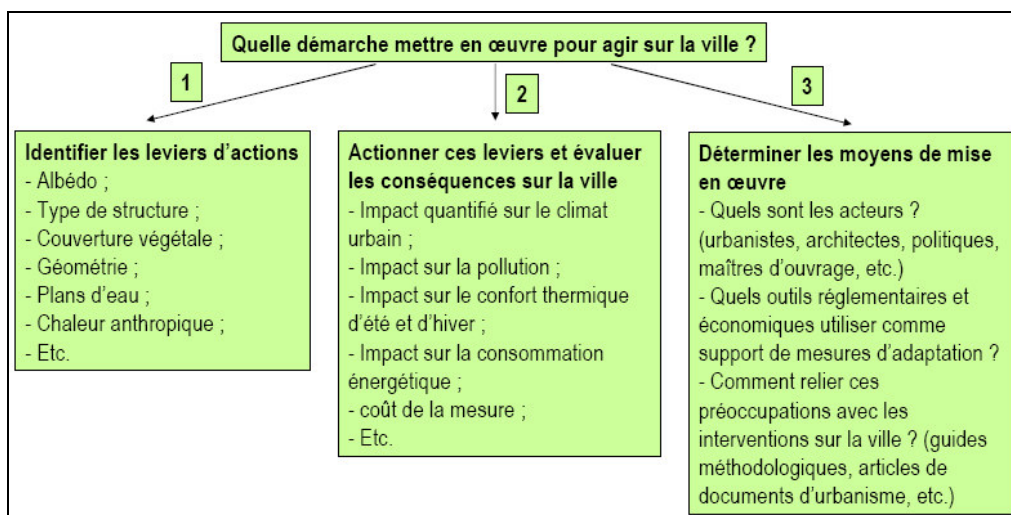 Quelle démarche mettre en œuvre pour agir sur la ville ?
1
2
3
Identifier les leviers d’actions
- Albédo ;
- Type de structure ;
- Couverture végétale ;
- Géométrie ;
- Plans d’eau ;
- Chaleur anthropique ;
- Etc.
Actionner ces leviers et évaluer
les conséquences sur la ville
- Impact quantifié sur le climat
urbain ;
- Impact sur la pollution ;
- Impact sur le confort thermique
d’été et d’hiver ;
- Impact sur la consommation
énergétique ;
- coût de la mesure ;
- Etc.
Déterminer les moyens de mise
en œuvre
- Quels sont les acteurs ?
(urbanistes, architectes, politiques,
maîtres d’ouvrage, etc.)
- Quels outils réglementaires et
économiques utiliser comme
support de mesures d’adaptation ?
- Comment relier ces
préoccupations avec les
interventions sur la ville ? (guides
méthodologiques, articles de
documents d’urbanisme, etc.)